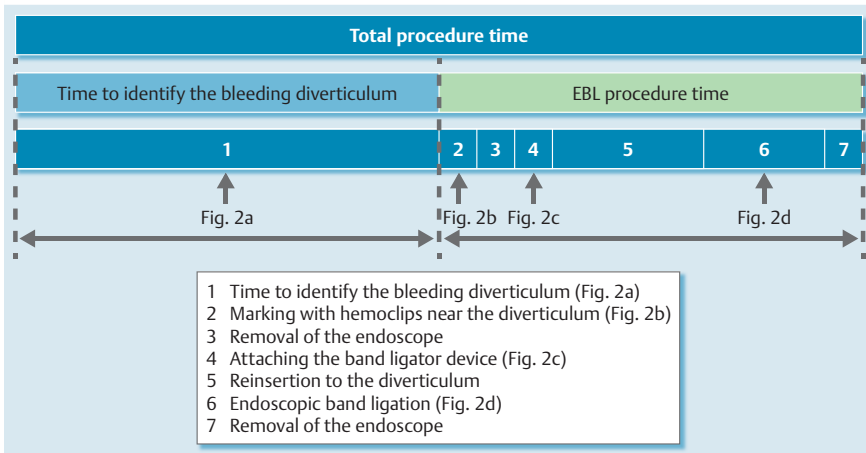 Total procedure time
Time to identify the bleeding diverticulum EBL procedure time
1 2 3 4 5 6 7
Fig. 2a Fig. 2b Fig. 2c Fig. 2d
1 Time to identify the bleeding diverticulum (Fig. 2a)
2 Marking with hemoclips near the diverticulum (Fig. 2b)
3 Removal of the endoscope
4 Attaching the band ligator device (Fig. 2c)
5 Reinsertion to the diverticulum
6 Endoscopic band ligation (Fig. 2d)
7 Removal of the endoscope